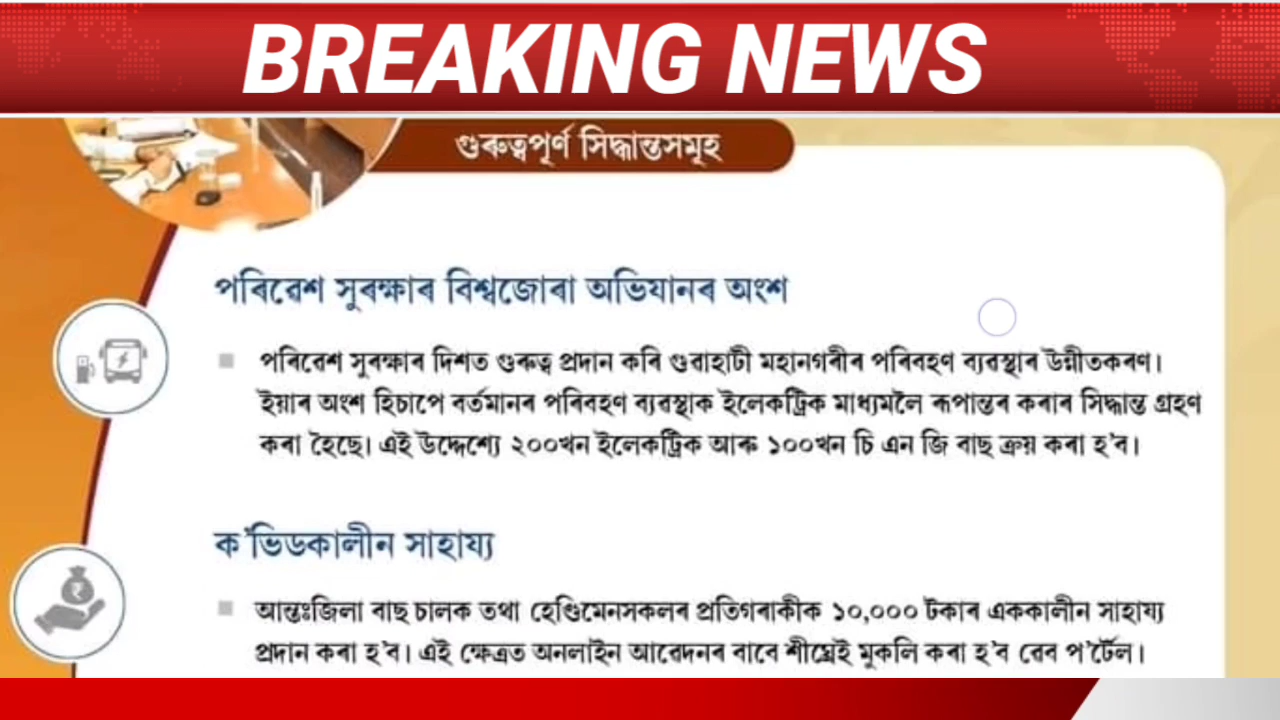 BREAKING NEWS
গুৰুত্বপূৰ্ণ সিদ্ধান্তসমূহ
পৰিৱেশ সুৰক্ষাৰ বিশ্বজোৰা অভিযানৰ অংশ
পৰিৱেশ সুৰক্ষাৰ দিশত গুৰুত্ব প্ৰদান কৰি গুৱাহাটী মহানগৰীৰ পৰিবহণ ব্যৱস্থাৰ উন্নীতকৰণ।
ইয়াৰ অংশ হিচাপে বৰ্তমানৰ পৰিবহণ ব্যৱস্থাক ইলেকট্ৰিক মাধ্যমলৈ ৰূপান্তৰ কৰাৰ সিদ্ধান্ত গ্ৰহণ
কৰা হৈছে। এই উদ্দেশ্যে ২০০খন ইলেকট্ৰিক আৰু ১০০খন চি এন জি বাছ ক্ৰয় কৰা হ'ব।
ক'ভিডকালীন সাহায্য
আন্তঃজিলা বাছ চালক তথা হেণ্ডিমেনসকলৰ প্ৰতিগৰাকীক ১০,০০০ টকাৰ এককালীন সাহায্য
প্ৰদান কৰা হ'ব। এই ক্ষেত্ৰত অনলাইন আৱেদনৰ বাবে শীঘ্ৰেই মুকলি কৰা হ'ব ৱেব প'ৰ্টেল।